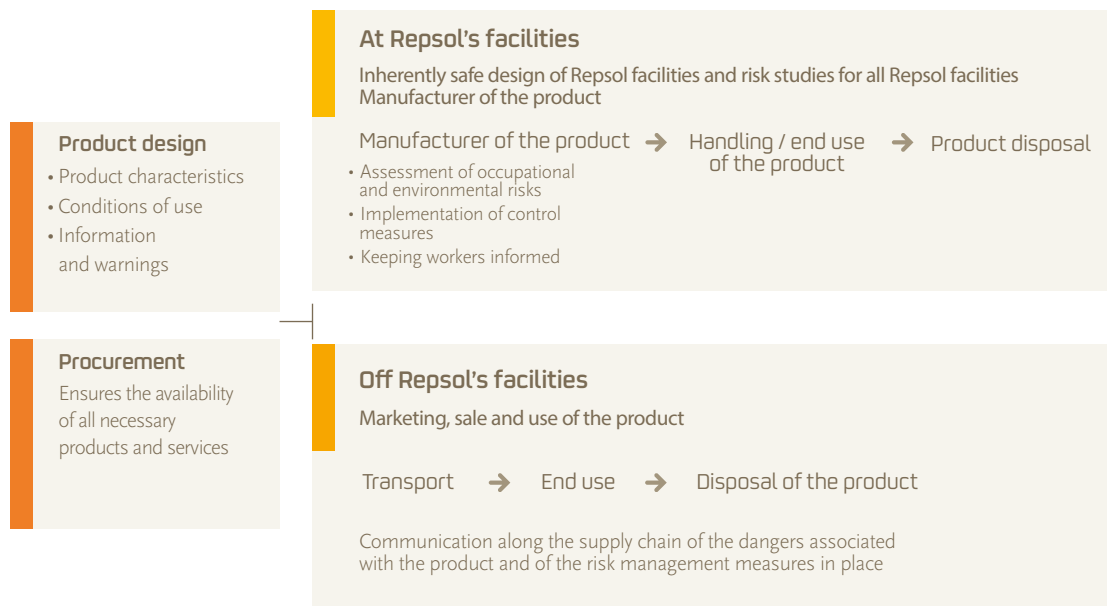 Product design
• Product characteristics
• Conditions of use
• Information
and warnings
Procurement
Ensures the availability
of all necessary
products and services
At Repsol's facilities
Inherently safe design of Repsol facilities and risk studies for all Repsol facilities
Manufacturer of the product
Manufacturer of the product → Handling / end use → Product disposal
of the product
• Assessment of occupational
and environmental risks
• Implementation of control
measures
• Keeping workers informed
Off Repsol's facilities
Marketing, sale and use of the product
Transport → End use → Disposal of the product
Communication along the supply chain of the dangers associated
with the product and of the risk management measures in place